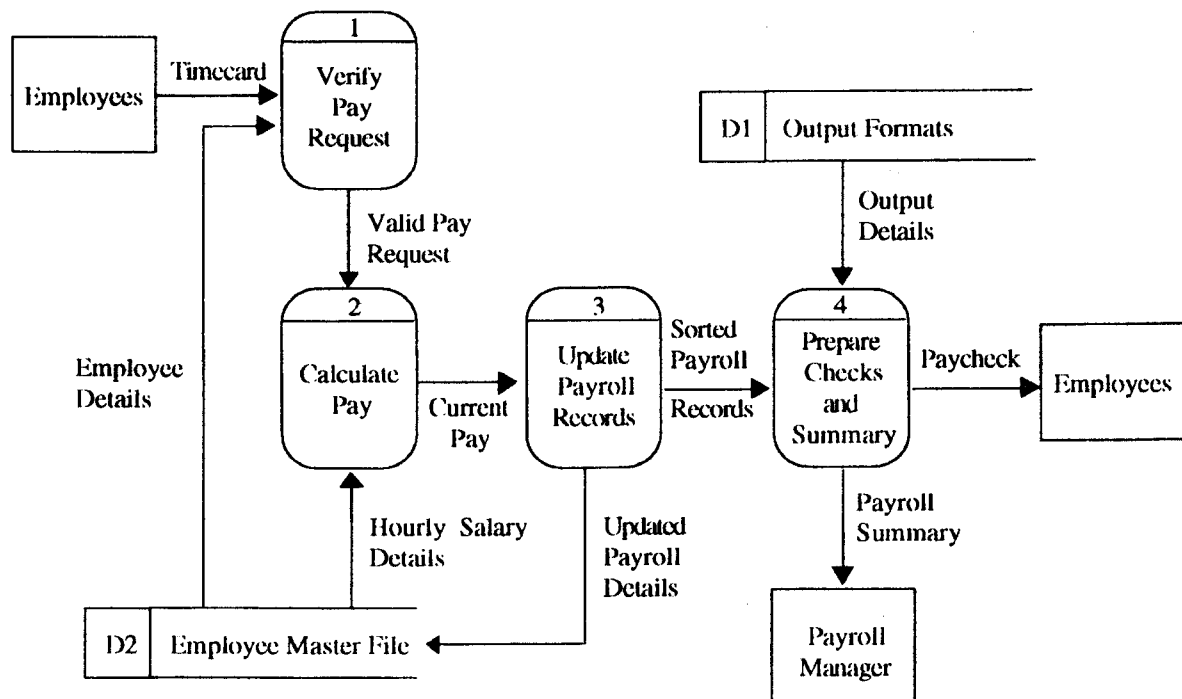 Employees
Timecard
1
Verify
Pay
Request
D1 Output Formats
Output
Details
Valid Pay
Request
Employee
Details
2
Calculate
Pay
Current
Pay
3
Update
Payroll
Records
Sorted
Payroll
Records
4
Prepare
Checks
and
Summary
Paycheck
Employees
Hourly Salary
Details
Updated
Payroll
Details
Payroll
Summary
D2 Employee Master File
Payroll
Manager